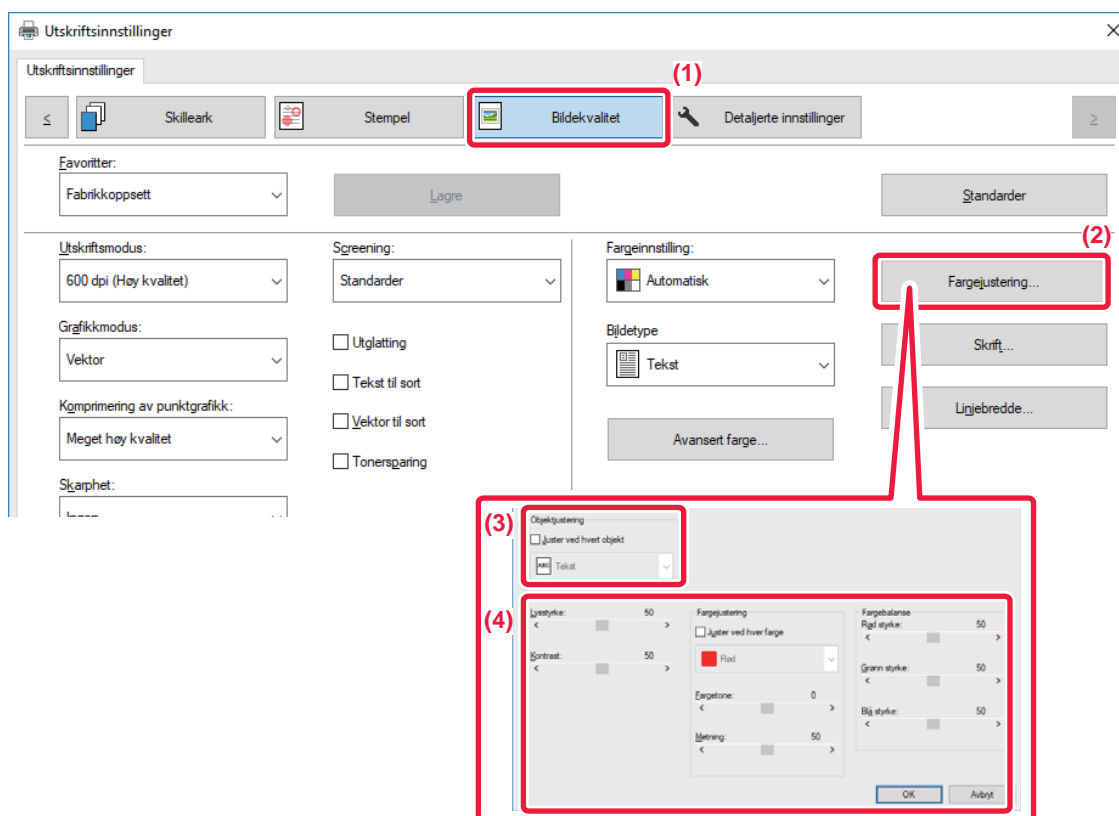 Utskriftsinnstillinger
Utskriftsinnstillinger
(1)
< Skilleark Stempel Bildekvalitet Detaljerte innstillinger >
Favoritter:
Fabrikkoppsett Lagre Standarder
(2)
Utskriftsmodus: Screening: Fargeinnstilling:
600 dpi (Høy kvalitet) Standarder Automatisk Fargejustering...
Grafikkmodus: Utglatting Bildetype Skrift...
Vektor Tekst
Tekst til sort
Komprimering av punktgrafikk: Linjebredde...
Vektor til sort
Meget høy kvalitet Avansert farge...
Tonersparing
Skarphet:
Ingen
(3) Objektjustering
Juster ved hvert objekt
ABC Tekst
(4) Lysstyrke: 50 Fargejustering Fargebalanse
Juster ved hver farge Rød styrke: 50
Kontrast: 50 Rød Grønn styrke: 50
Fargetone: 0 Blå styrke: 50
Metning: 50
OK Avbryt